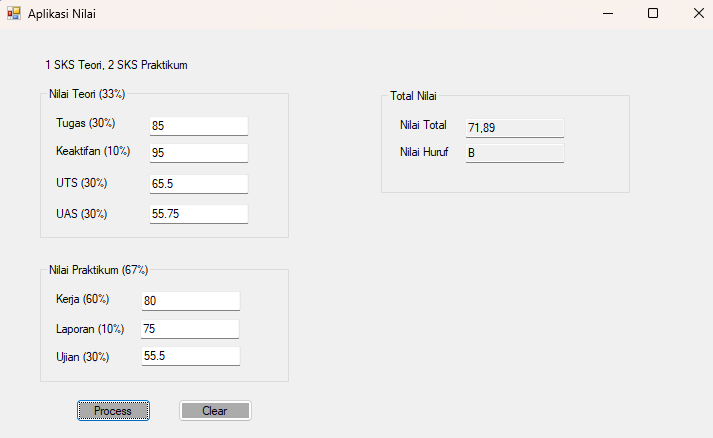 Aplikasi Nilai
1 SKS Teori, 2 SKS Praktikum
Nilai Teori (33%)
Tugas (30%) 85
Keaktifan (10%) 95
UTS (30%) 65.5
UAS (30%) 55.75
Total Nilai
Nilai Total 71,89
Nilai Huruf B
Nilai Praktikum (67%)
Kerja (60%) 80
Laporan (10%) 75
Ujian (30%) 55.5
Process Clear